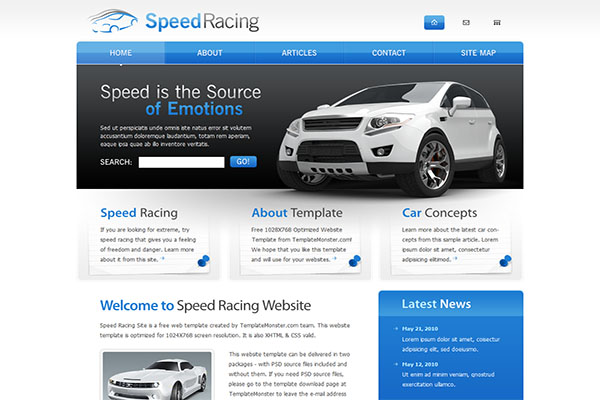 SpeedRacing
HOME ABOUT ARTICLES CONTACT SITE MAP
Speed is the Source
of Emotions
Sed ut perspiciatis unde omnis iste natus error sit volutem
accusantium doloremque laudantium, totam rem aperiam,
eaque ipsa quae ab illo inventore veritatis.
SEARCH: GO!
Speed Racing
If you are looking for extreme, try
speed racing that gives you a feeling
of freedom and danger. Learn more
about it from this site.
About Template
Free 1028X768 Optimized Website
Template from TemplateMonster.com!
We hope that you like this template
and will use for your websites.
Car Concepts
Learn more about the latest car con-
cepts from this sample article. Lorem
ipsum dolor sit amet, consectetur
adipisicing elitimod.
Welcome to Speed Racing Website
Speed Racing Site is a free web template created by TemplateMonster.com team. This website
template is optimized for 1024X768 screen resolution. It is also XHTML & CSS valid.
This website template can be delivered in two
packages - with PSD source files included and
without them. If you need PSD source files,
please go to the template download page at
TemplateMonster to leave the e-mail address
Latest News
May 21, 2010
Lorem ipsum dolor sit amet, consectetur
adipisicing elit, sed do eiusmodo.
May 12, 2010
Ut enim ad minim veniam, qnostrud
exercitation ullamco.